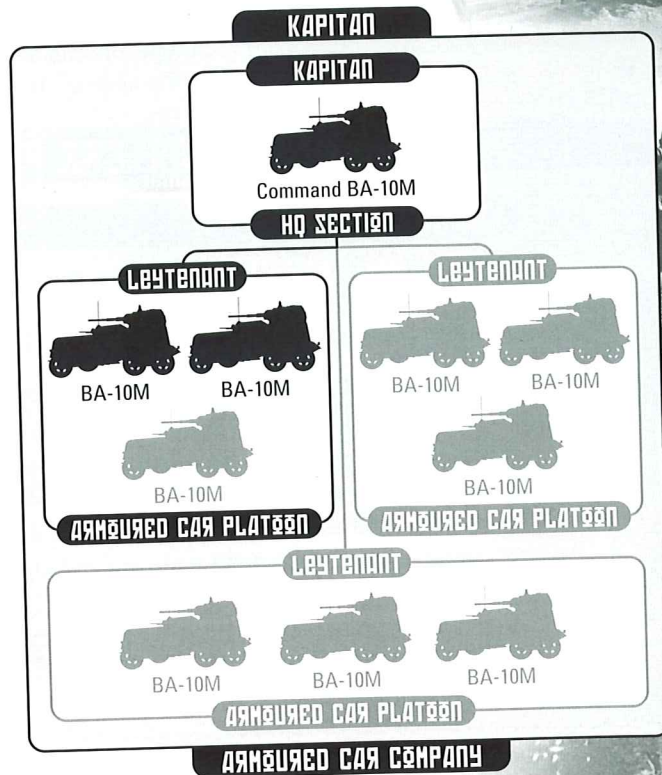 KAPITAN
KAPITAN
Command BA-10M
HQ SECTION
LEYTENANT
BA-10M BA-10M
BA-10M
ARMOURED CAR PLATOON
LEYTENANT
BA-10M BA-10M
BA-10M
ARMOURED CAR PLATOON
LEYTENANT
BA-10M BA-10M BA-10M
ARMOURED CAR PLATOON
ARMOURED CAR COMPANY